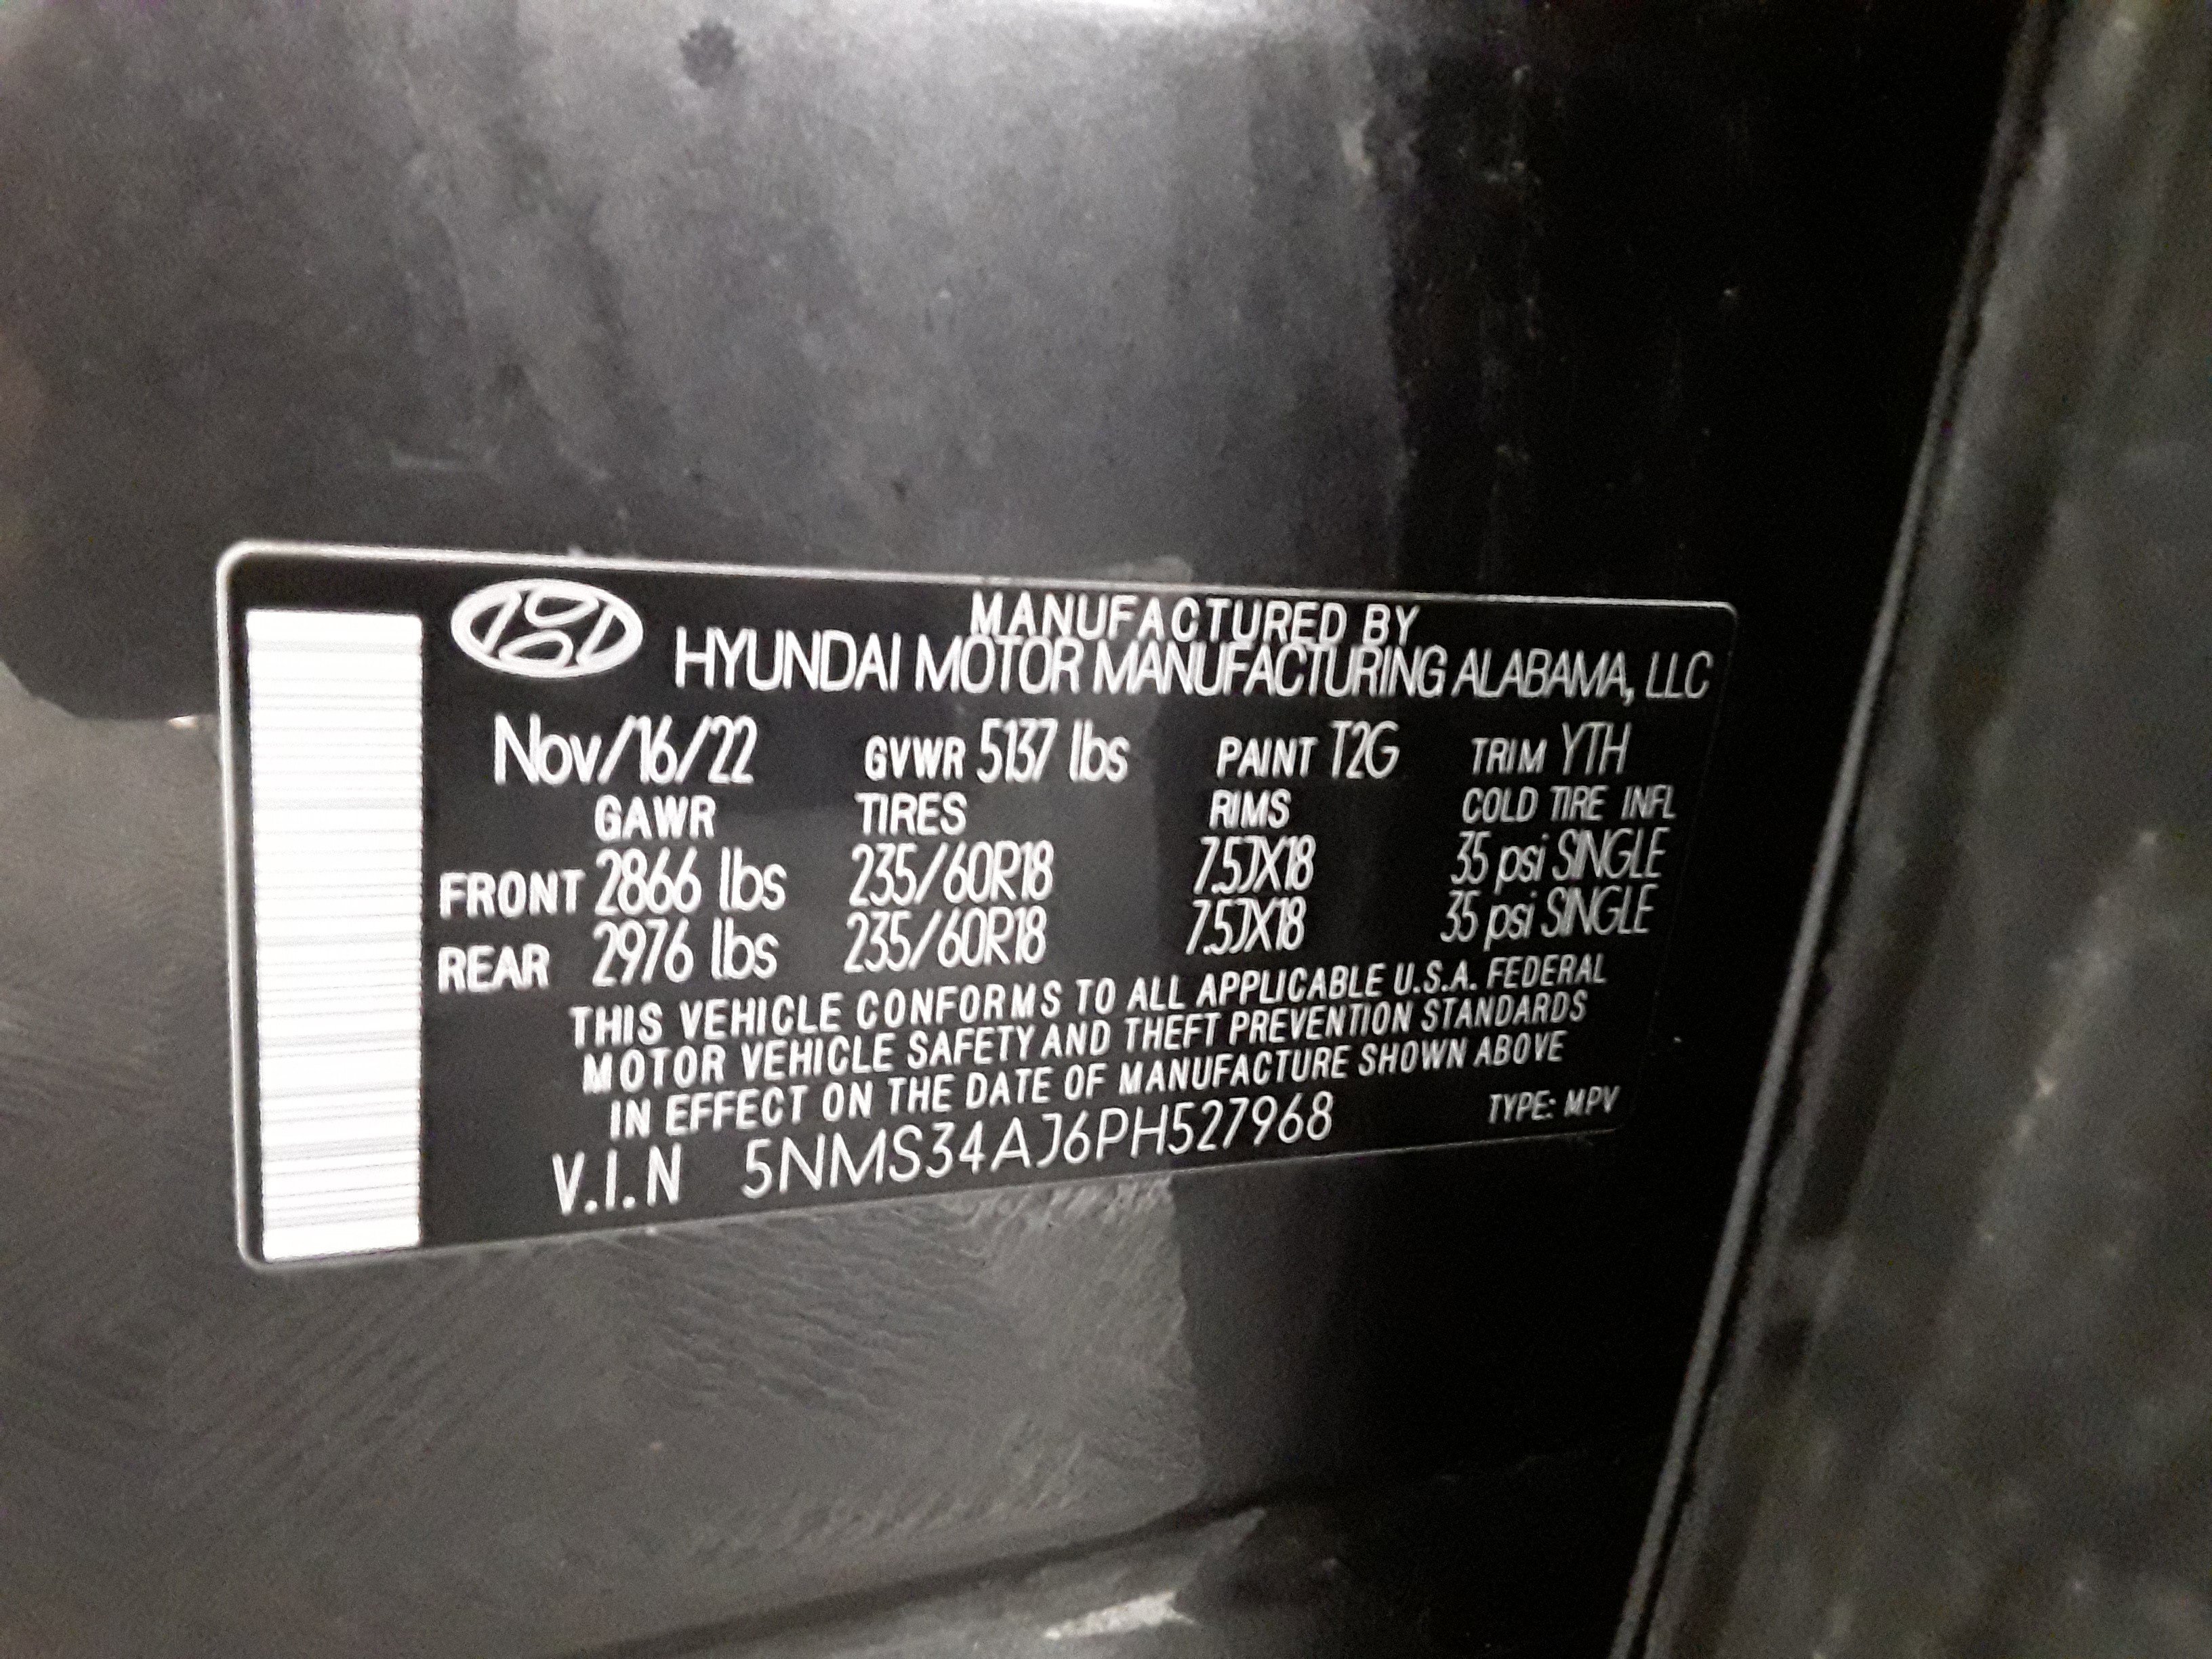 MANUFACTURED BY
HYUNDAI MOTOR MANUFACTURING ALABAMA, LLC
Nov/16/22 GVWR 5137 lbs PAINT T2G TRIM YTH
GAWR TIRES RIMS COLD TIRE INFL
FRONT 2866 lbs 235/60R18 7.5JX18 35 psi SINGLE
REAR 2976 lbs 235/60R18 7.5JX18 35 psi SINGLE
THIS VEHICLE CONFORMS TO ALL APPLICABLE U.S.A. FEDERAL
MOTOR VEHICLE SAFETY AND THEFT PREVENTION STANDARDS
IN EFFECT ON THE DATE OF MANUFACTURE SHOWN ABOVE
V.I.N 5NMS34AJ6PH527968 TYPE: MPV